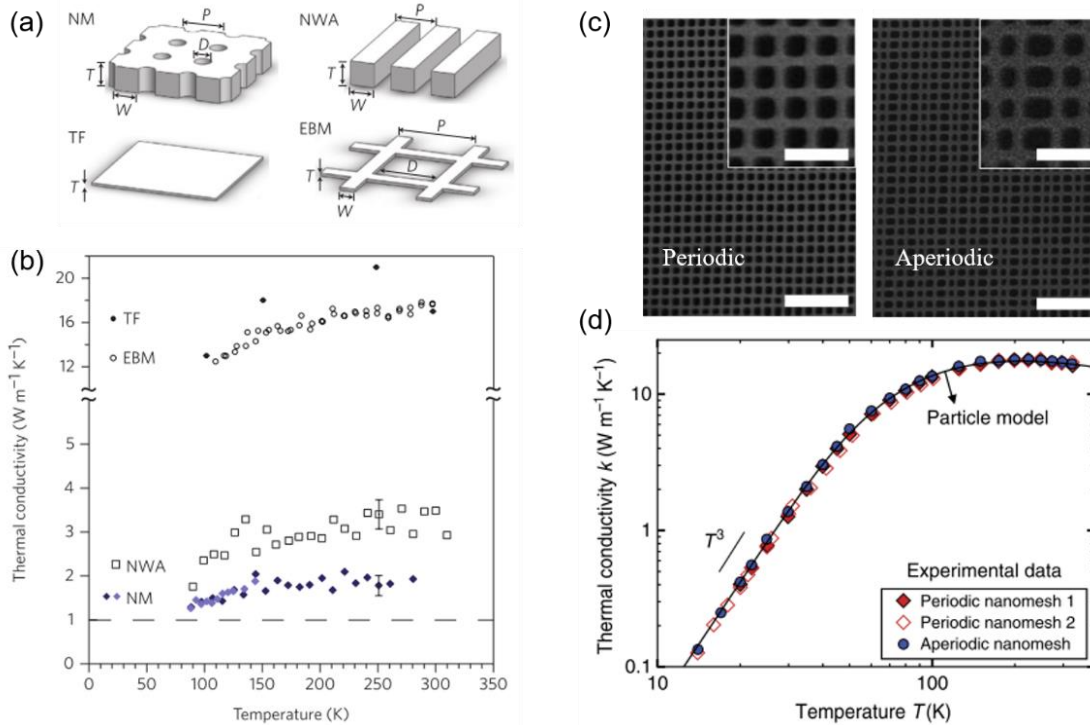 (a)
NM
P
D
T
W
NWA
P
T
W
TF
T
EBM
P
D
T
W
(b)
Thermal conductivity (W m⁻¹ K⁻¹)
20
16
12
5
4
3
2
1
0
TF
EBM
NWA
NM
0 50 100 150 200 250 300 350
Temperature (K)
(c)
Periodic
Aperiodic
(d)
Thermal conductivity k (W m⁻¹ K⁻¹)
10
1
0.1
Particle model
T³
Experimental data
Periodic nanomesh 1
Periodic nanomesh 2
Aperiodic nanomesh
10 100
Temperature T(K)